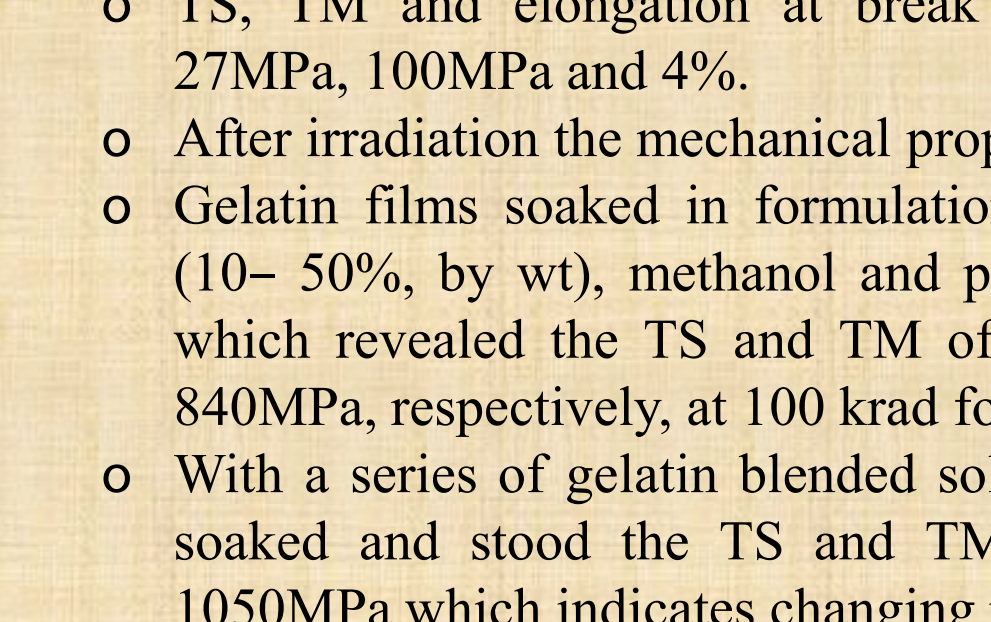 o TS, TM and elongation at break
27MPa, 100MPa and 4%.
o After irradiation the mechanical prop
o Gelatin films soaked in formulatio
(10– 50%, by wt), methanol and p
which revealed the TS and TM of
840MPa, respectively, at 100 krad fo
o With a series of gelatin blended so
soaked and stood the TS and TM
1050MPa which indicates changing